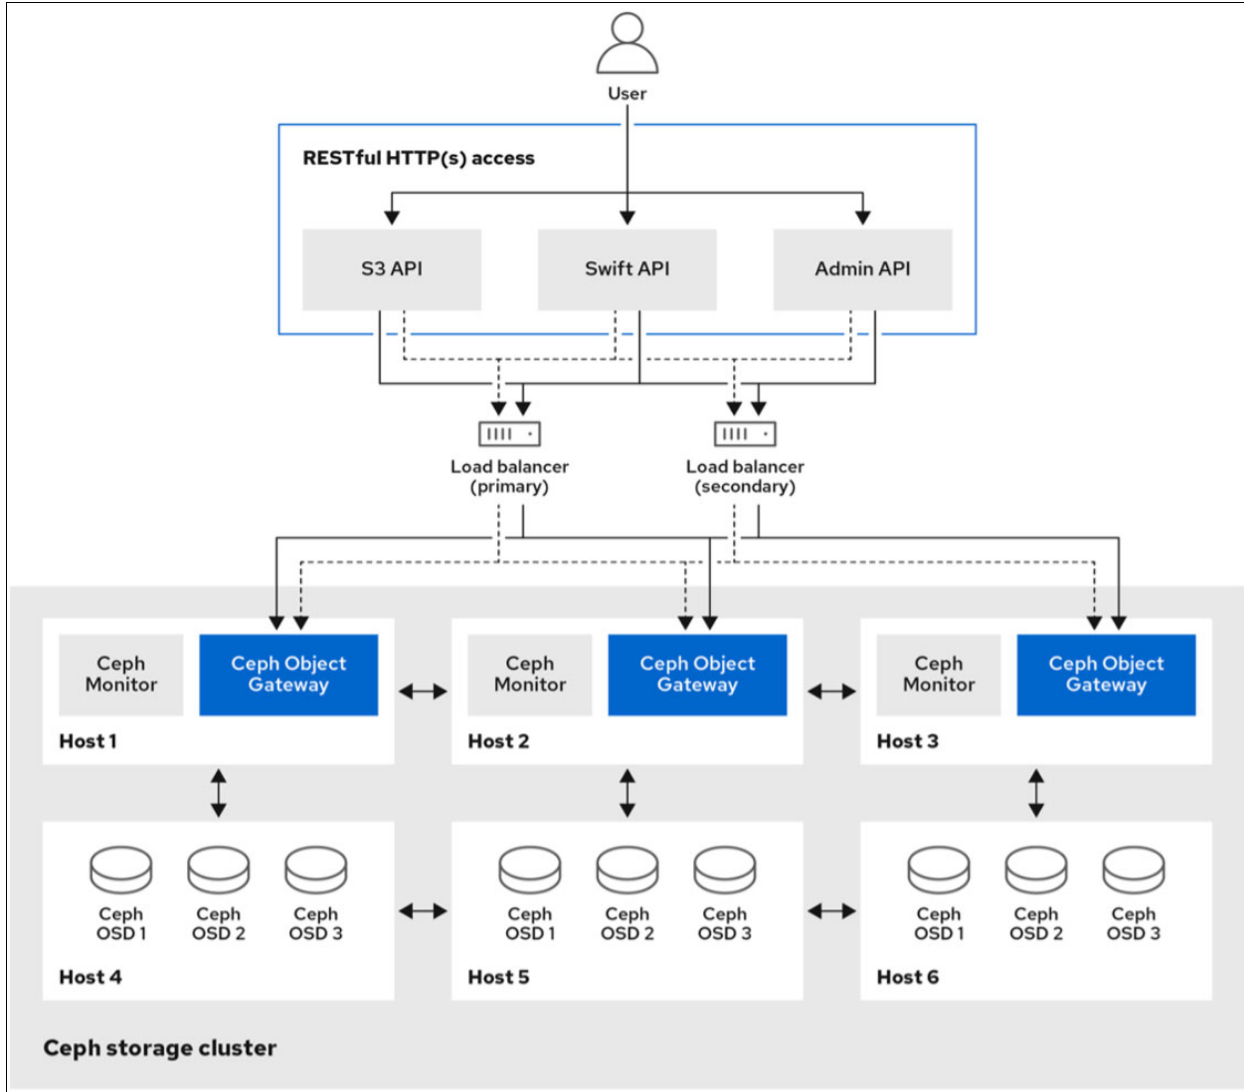 User
RESTful HTTP(s) access
S3 API
Swift API
Admin API
Load balancer
(primary)
Load balancer
(secondary)
Ceph
Monitor
Ceph Object
Gateway
Host 1
Ceph
Monitor
Ceph Object
Gateway
Host 2
Ceph
Monitor
Ceph Object
Gateway
Host 3
Ceph
OSD 1
Ceph
OSD 2
Ceph
OSD 3
Host 4
Ceph
OSD 1
Ceph
OSD 2
Ceph
OSD 3
Host 5
Ceph
OSD 1
Ceph
OSD 2
Ceph
OSD 3
Host 6
Ceph storage cluster